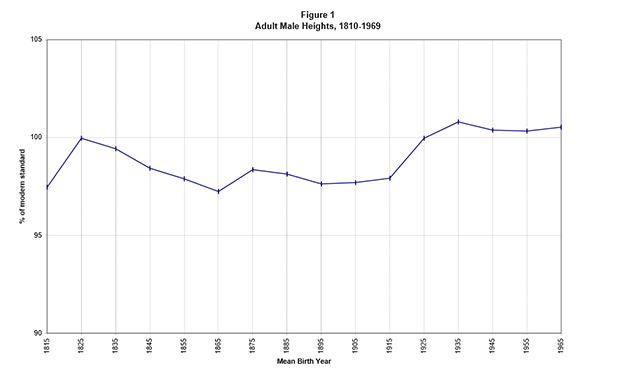 Figure 1
Adult Male Heights, 1810-1969
105
100
95
90
% of modern standard
1815 1825 1835 1845 1855 1865 1875 1885 1895 1905 1915 1925 1935 1945 1955 1965
Mean Birth Year